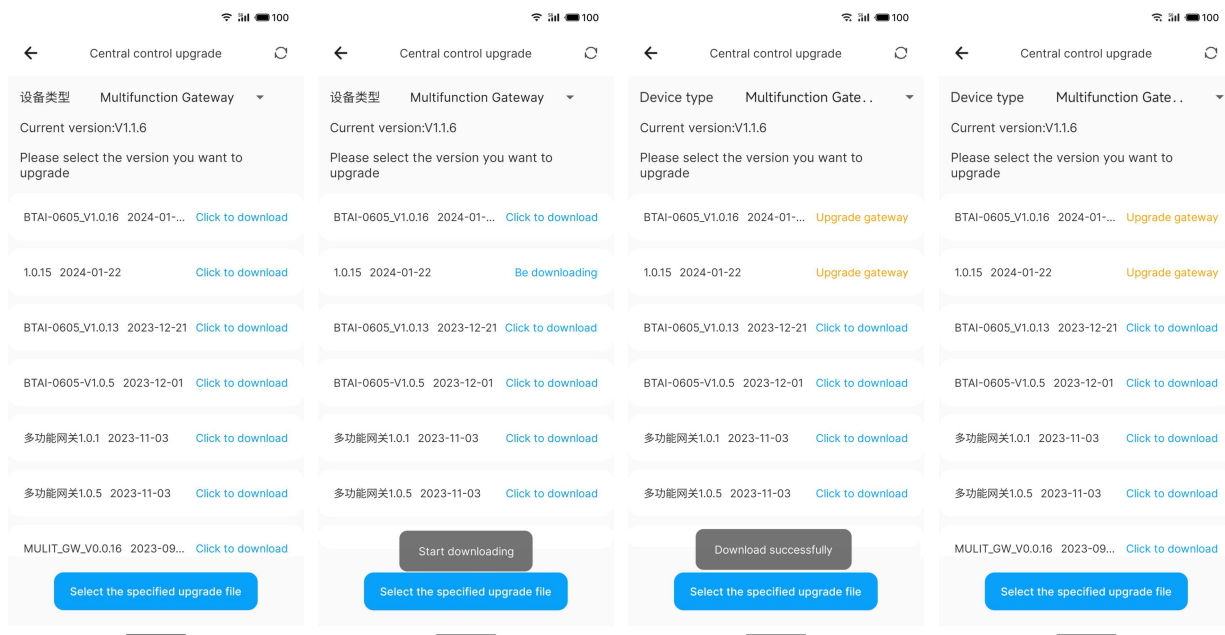 100
Central control upgrade
设备类型 Multifunction Gateway
Current version:V1.1.6
Please select the version you want to
upgrade
BTAI-0605_V1.0.16 2024-01-... Click to download
1.0.15 2024-01-22 Click to download
BTAI-0605_V1.0.13 2023-12-21 Click to download
BTAI-0605-V1.0.5 2023-12-01 Click to download
多功能网关1.0.1 2023-11-03 Click to download
多功能网关1.0.5 2023-11-03 Click to download
MULIT_GW_V0.0.16 2023-09... Click to download
Select the specified upgrade file
100
Central control upgrade
设备类型 Multifunction Gateway
Current version:V1.1.6
Please select the version you want to
upgrade
BTAI-0605_V1.0.16 2024-01-... Click to download
1.0.15 2024-01-22 Be downloading
BTAI-0605_V1.0.13 2023-12-21 Click to download
BTAI-0605-V1.0.5 2023-12-01 Click to download
多功能网关1.0.1 2023-11-03 Click to download
多功能网关1.0.5 2023-11-03 Click to download
Start downloading
Select the specified upgrade file
100
Central control upgrade
Device type Multifunction Gate..
Current version:V1.1.6
Please select the version you want to
upgrade
BTAI-0605_V1.0.16 2024-01-... Upgrade gateway
1.0.15 2024-01-22 Upgrade gateway
BTAI-0605_V1.0.13 2023-12-21 Click to download
BTAI-0605-V1.0.5 2023-12-01 Click to download
多功能网关1.0.1 2023-11-03 Click to download
多功能网关1.0.5 2023-11-03 Click to download
Download successfully
Select the specified upgrade file
100
Central control upgrade
Device type Multifunction Gate..
Current version:V1.1.6
Please select the version you want to
upgrade
BTAI-0605_V1.0.16 2024-01-... Upgrade gateway
1.0.15 2024-01-22 Upgrade gateway
BTAI-0605_V1.0.13 2023-12-21 Click to download
BTAI-0605-V1.0.5 2023-12-01 Click to download
多功能网关1.0.1 2023-11-03 Click to download
多功能网关1.0.5 2023-11-03 Click to download
MULIT_GW_V0.0.16 2023-09... Click to download
Select the specified upgrade file